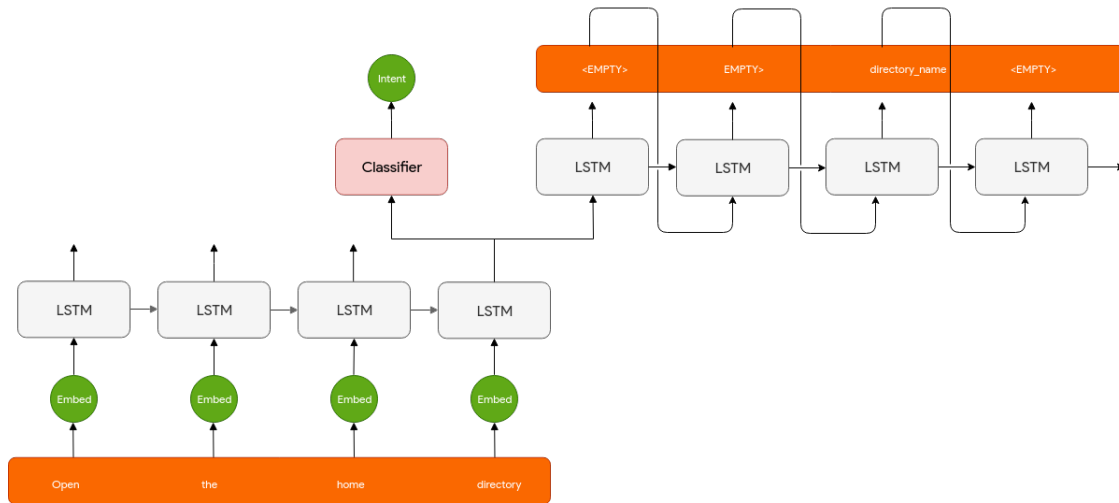 <EMPTY> EMPTY> directory_name <EMPTY>
Intent
Classifier
LSTM LSTM LSTM LSTM
LSTM LSTM LSTM LSTM
Embed Embed Embed Embed
Open the home directory